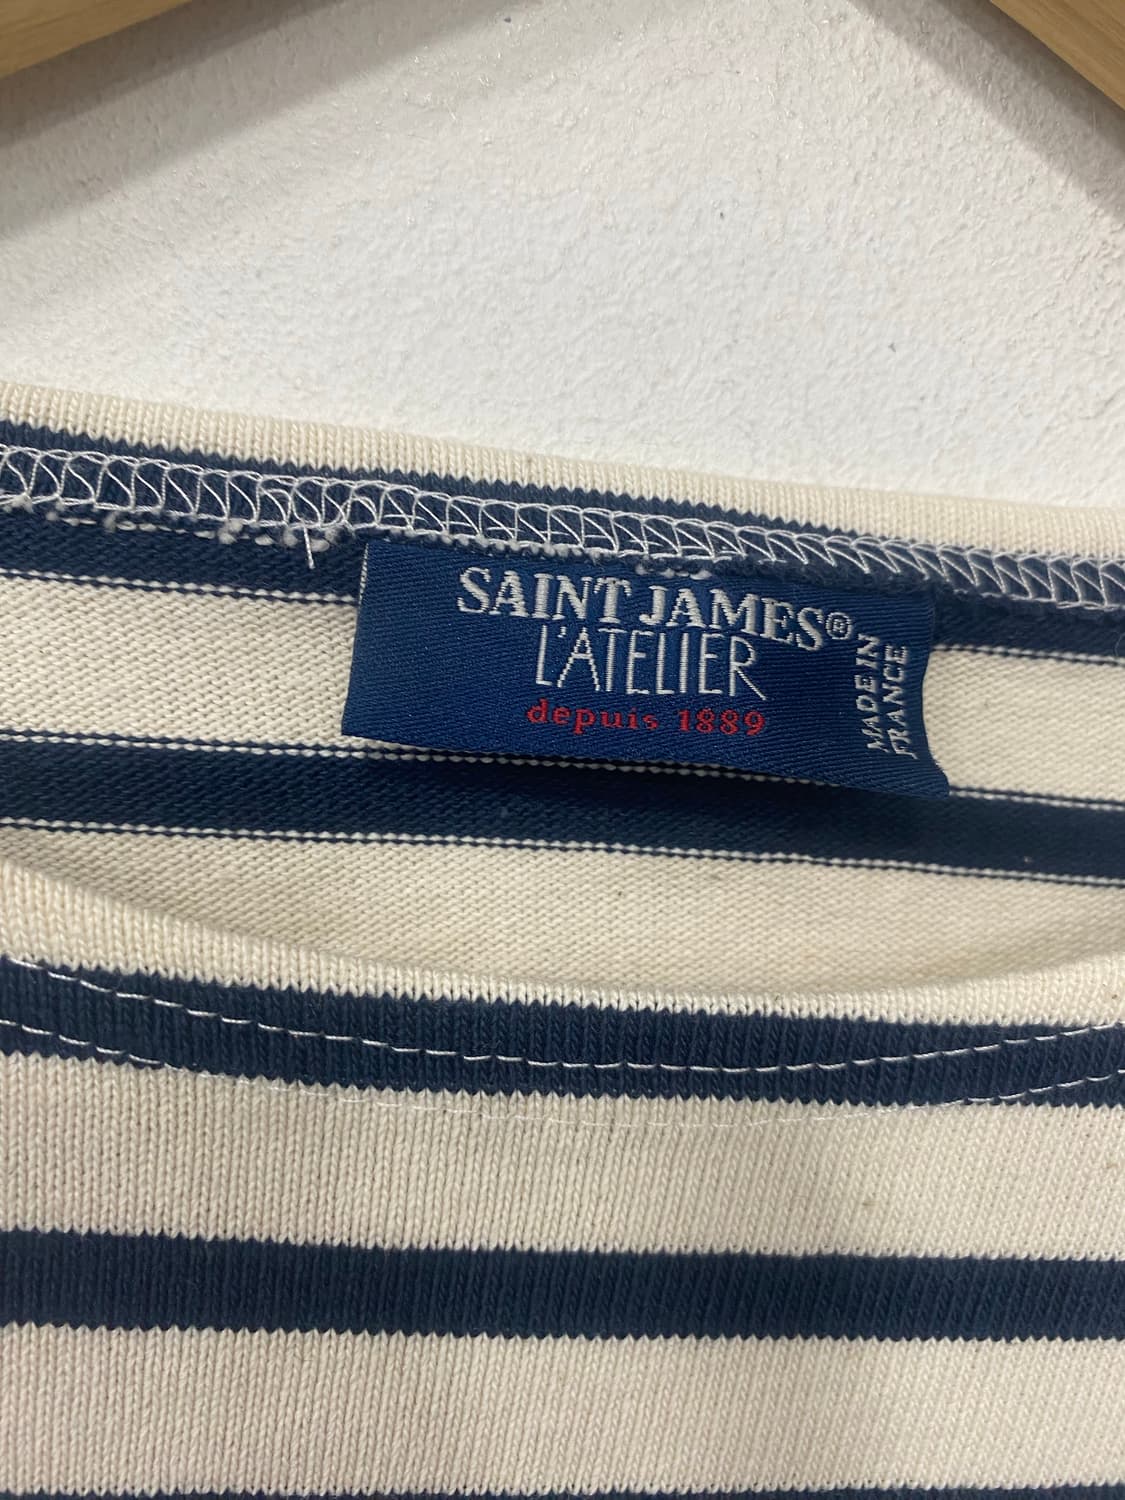 SAINT JAMES®
L'ATELIER
depuis 1889
MADE IN
FRANCE